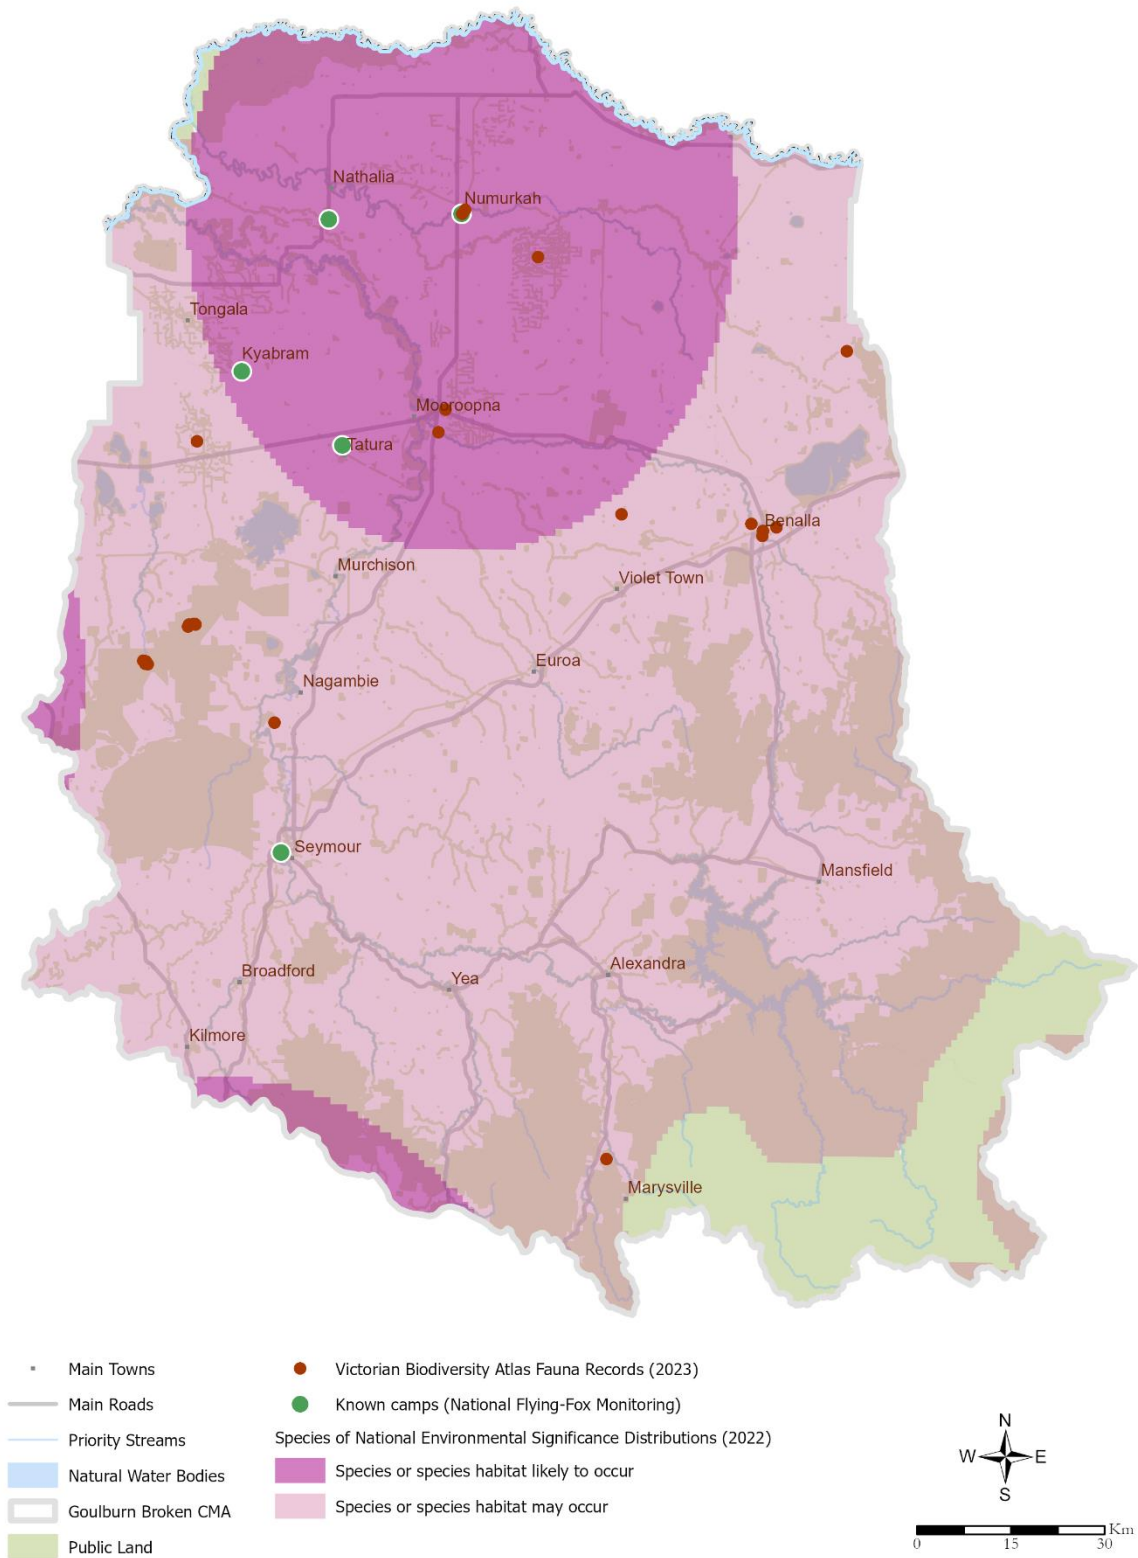 Nathalia
Numurkah
Tongala
Kyabram
Mooroopna
Tatura
Benalla
Murchison
Violet Town
Euroa
Nagambie
Seymour
Mansfield
Broadford
Yea
Alexandra
Kilmore
Marysville
Main Towns
Main Roads
Priority Streams
Natural Water Bodies
Goulburn Broken CMA
Public Land
Victorian Biodiversity Atlas Fauna Records (2023)
Known camps (National Flying-Fox Monitoring)
Species of National Environmental Significance Distributions (2022)
Species or species habitat likely to occur
Species or species habitat may occur
N
W E
S
Km
0 15 30